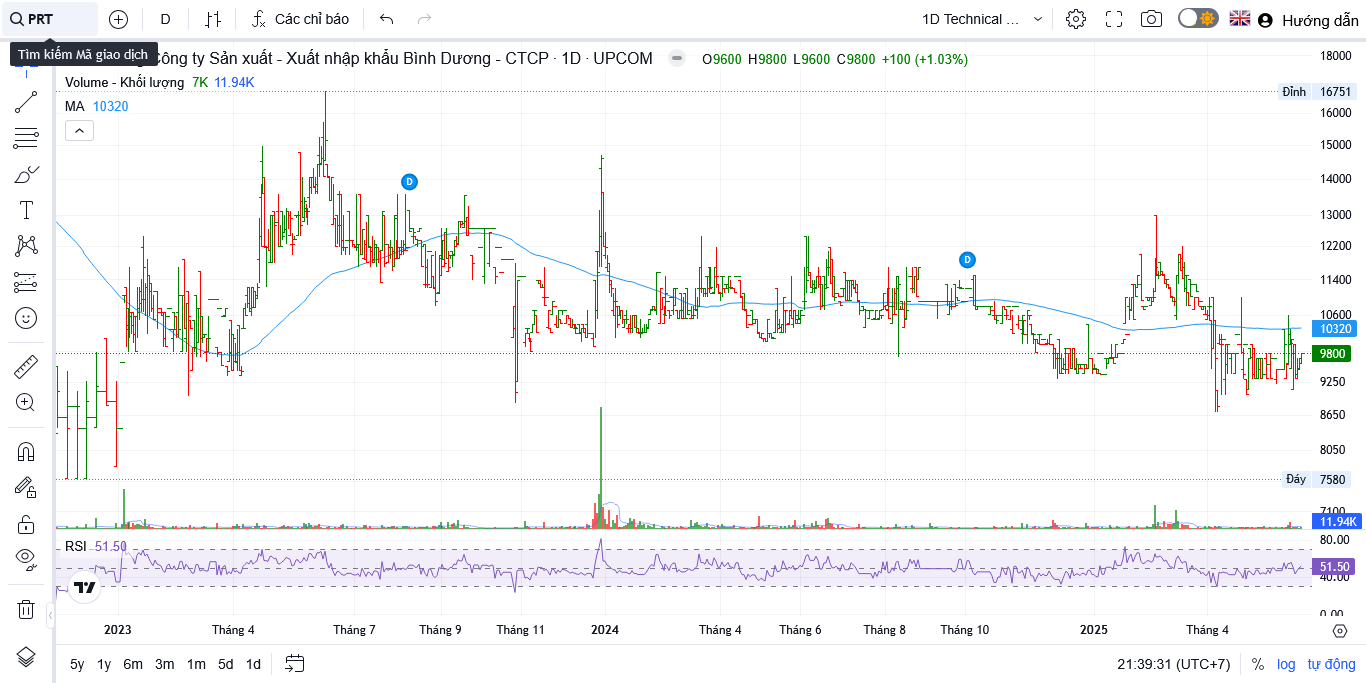 PRT D Các chỉ báo 1D Technical ... Hướng dẫn
Tìm kiếm Mã giao dịch
Công ty Sản xuất - Xuất nhập khẩu Bình Dương - CTCP · 1D · UPCOM O9600 H9800 L9600 C9800 +100 (+1.03%)
Volume - Khối lượng 7K 11.94K
MA 10320
18000
Đỉnh 16751
16000
15000
14000
13000
12200
11400
10600
10320
9800
9250
8650
8050
Đáy 7580
7100
11.94K
D
D
RSI 51.50
80.00
51.50
40.00
0.00
2023 Tháng 4 Tháng 7 Tháng 9 Tháng 11 2024 Tháng 4 Tháng 6 Tháng 8 Tháng 10 2025 Tháng 4
5y 1y 6m 3m 1m 5d 1d 21:39:31 (UTC+7) % log tự động